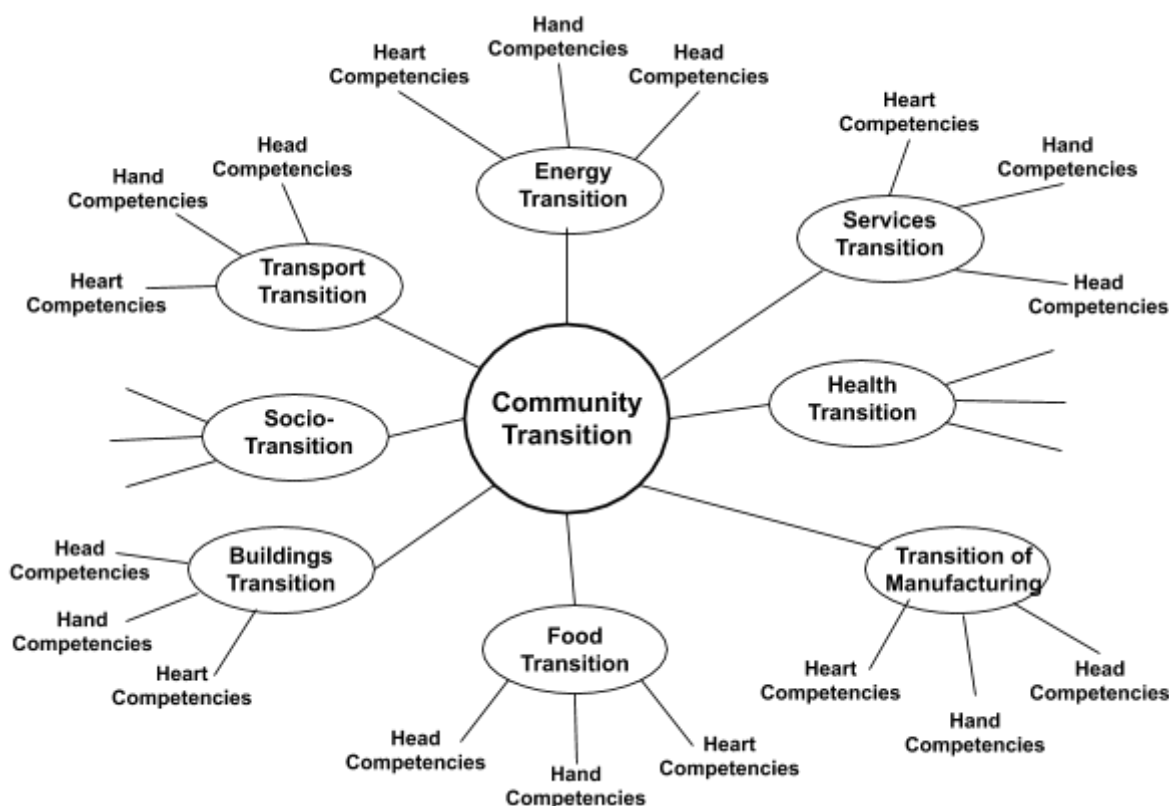 Hand
Competencies
Heart
Competencies
Head
Competencies
Energy
Transition
Heart
Competencies
Hand
Competencies
Services
Transition
Head
Competencies
Head
Competencies
Hand
Competencies
Heart
Competencies
Transport
Transition
Community
Transition
Health
Transition
Socio-
Transition
Head
Competencies
Hand
Competencies
Heart
Competencies
Buildings
Transition
Food
Transition
Head
Competencies
Hand
Competencies
Heart
Competencies
Transition of
Manufacturing
Heart
Competencies
Hand
Competencies
Head
Competencies